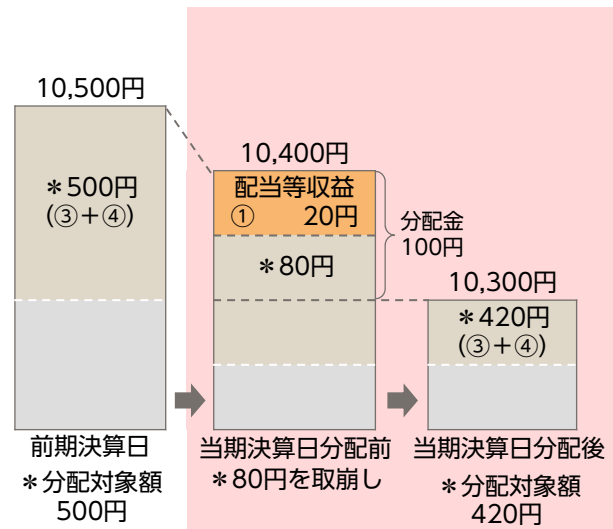 10,500円
＊500円
(③＋④)
前期決算日
＊分配対象額
500円
10,400円
配当等収益
① 20円
＊80円
分配金
100円
当期決算日分配前
＊80円を取崩し
10,300円
＊420円
(③＋④)
当期決算日分配後
＊分配対象額
420円